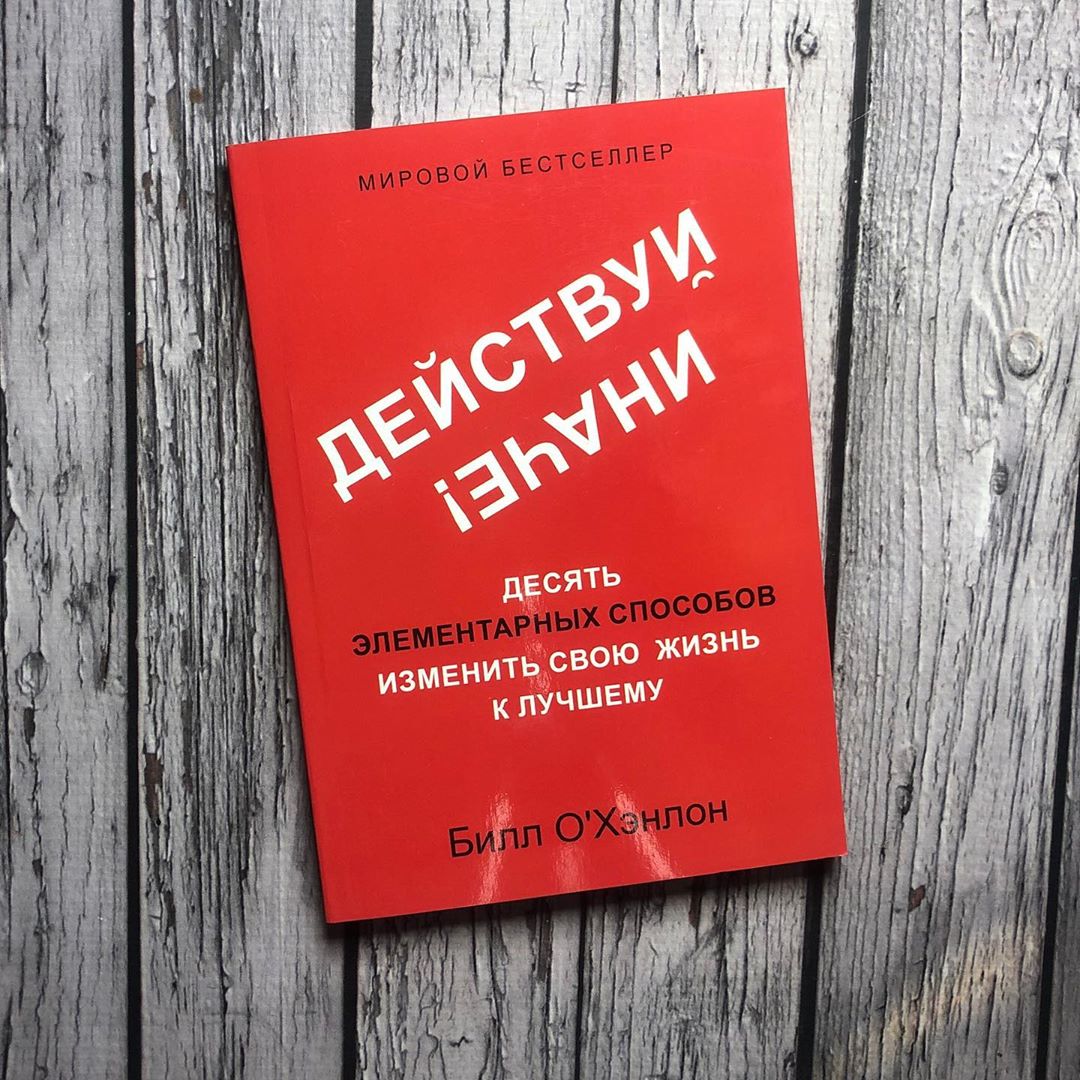 МИРОВОЙ БЕСТСЕЛЛЕР
ДЕЙСТВУЙ
ИНАЧЕ!
ДЕСЯТЬ
ЭЛЕМЕНТАРНЫХ СПОСОБОВ
ИЗМЕНИТЬ СВОЮ ЖИЗНЬ
К ЛУЧШЕМУ
Билл О'Хэнлон